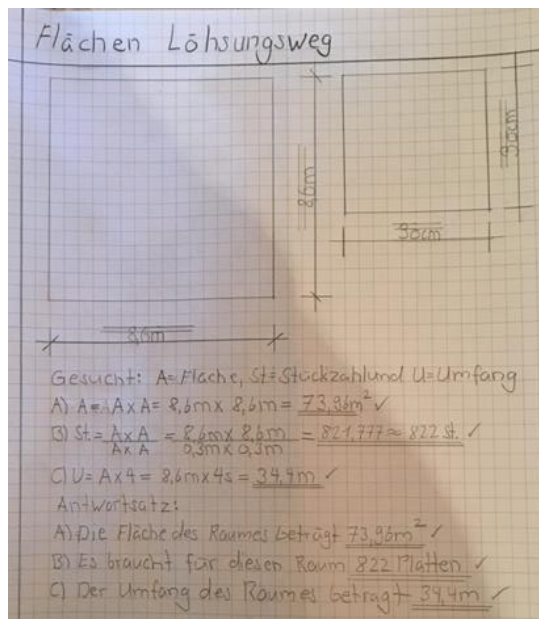 Flächen Löhsungsweg
8,6m
30cm
30cm
8,6m
Gesucht: A=Fläche, St=Stückzahl und U=Umfang
A) A= A x A = 8,6m x 8,6m = 73,96m² ✓
B) St.= A x A / A x A = 8,6m x 8,6m / 0,3m x 0,3m = 821,777 ≈ 822 St. ✓
C) U= A x 4 = 8,6m x 4s = 34,4m ✓
Antwortsatz:
A) Die Fläche des Raumes beträgt 73,96m² ✓
B) Es braucht für diesen Raum 822 Platten ✓
C) Der Umfang des Raumes beträgt 34,4m ✓